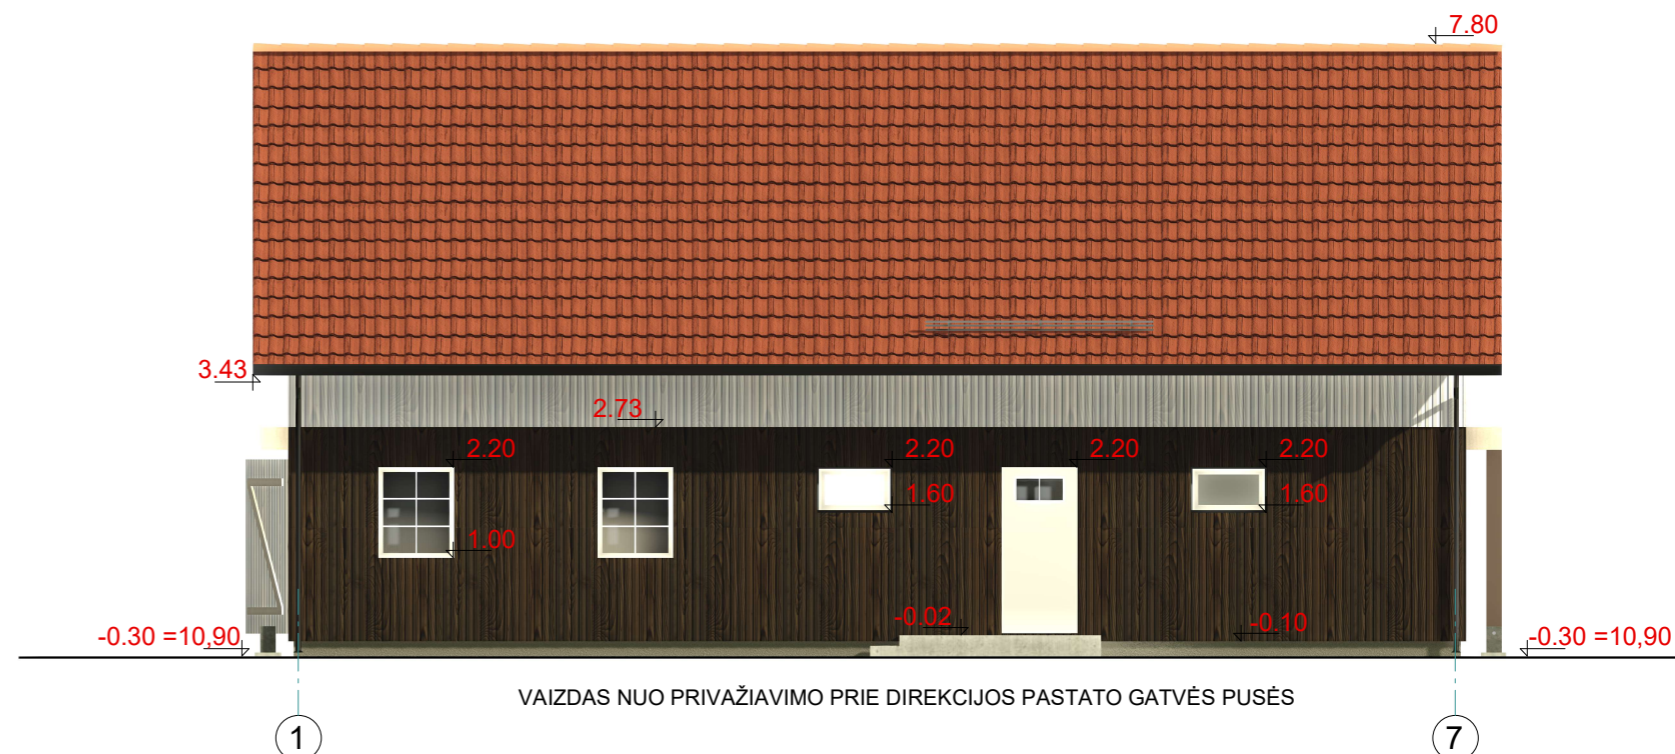 7.80
3.43
2.73
2.20 2.20 2.20 2.20
1.60 1.60
1.00
-0.02 -0.10
-0.30 =10,90 -0.30 =10,90
VAIZDAS NUO PRIVAŽIAVIMO PRIE DIREKCIJOS PASTATO GATVĖS PUSĖS
1 7